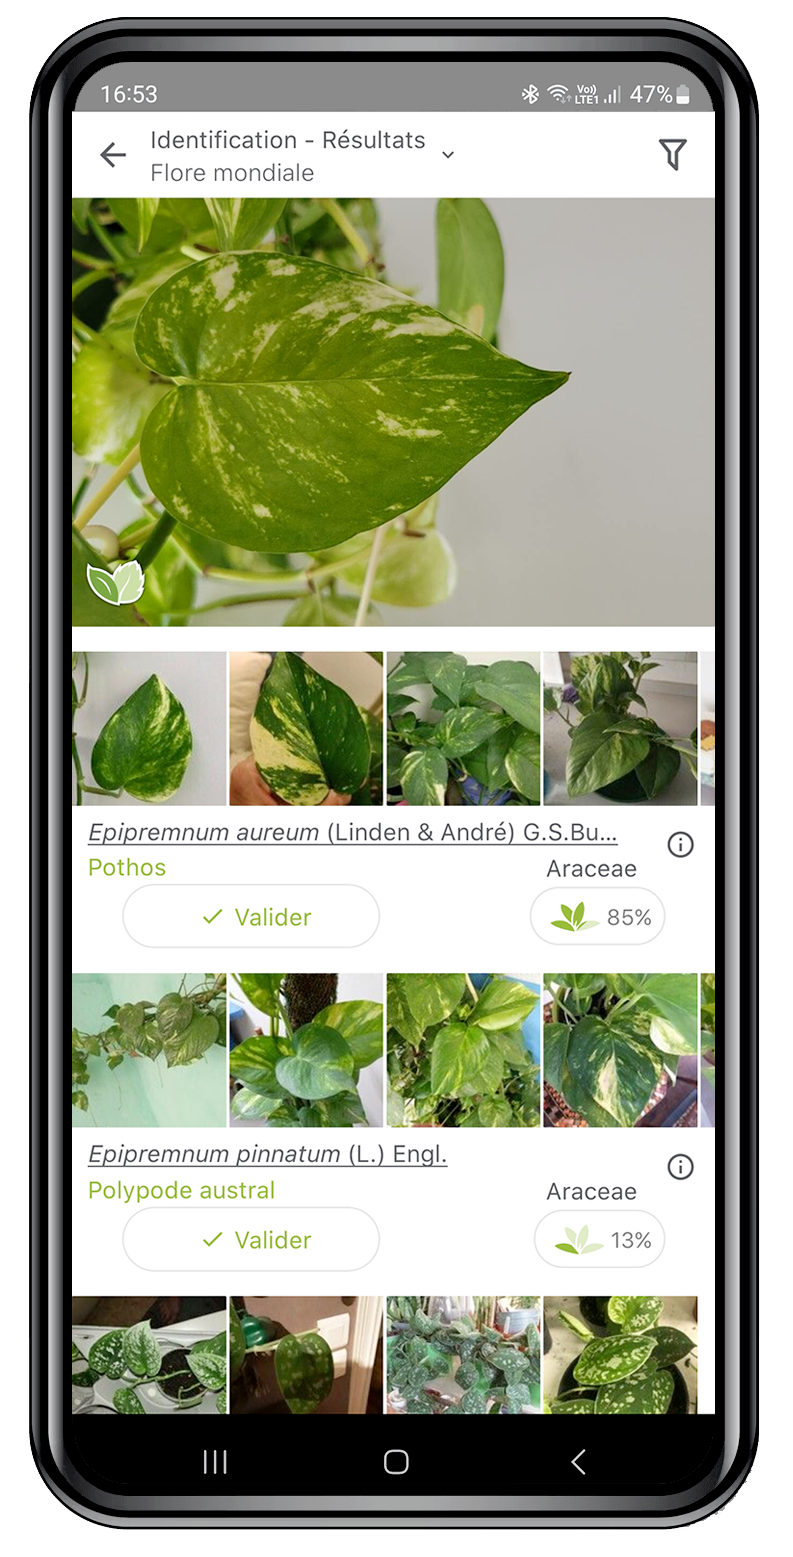 16:53 Vo)) LTE1 47%
Identification - Résultats
Flore mondiale
Epipremnum aureum (Linden & André) G.S.Bu...
Pothos Araceae
Valider 85%
Epipremnum pinnatum (L.) Engl.
Polypode austral Araceae
Valider 13%